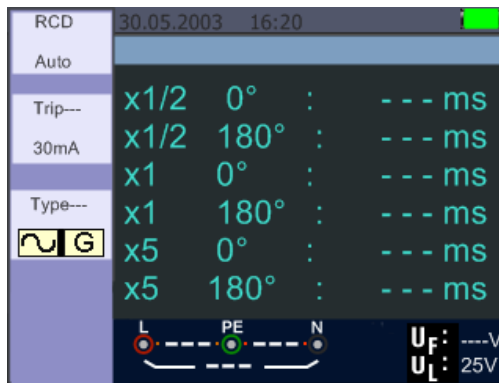 RCD
Auto
Trip---
30mA
Type---
G
30.05.2003 16:20
x1/2 0° : - - - ms
x1/2 180° : - - - ms
x1 0° : - - - ms
x1 180° : - - - ms
x5 0° : - - - ms
x5 180° : - - - ms
L PE N
UF: ----V
UL: 25V